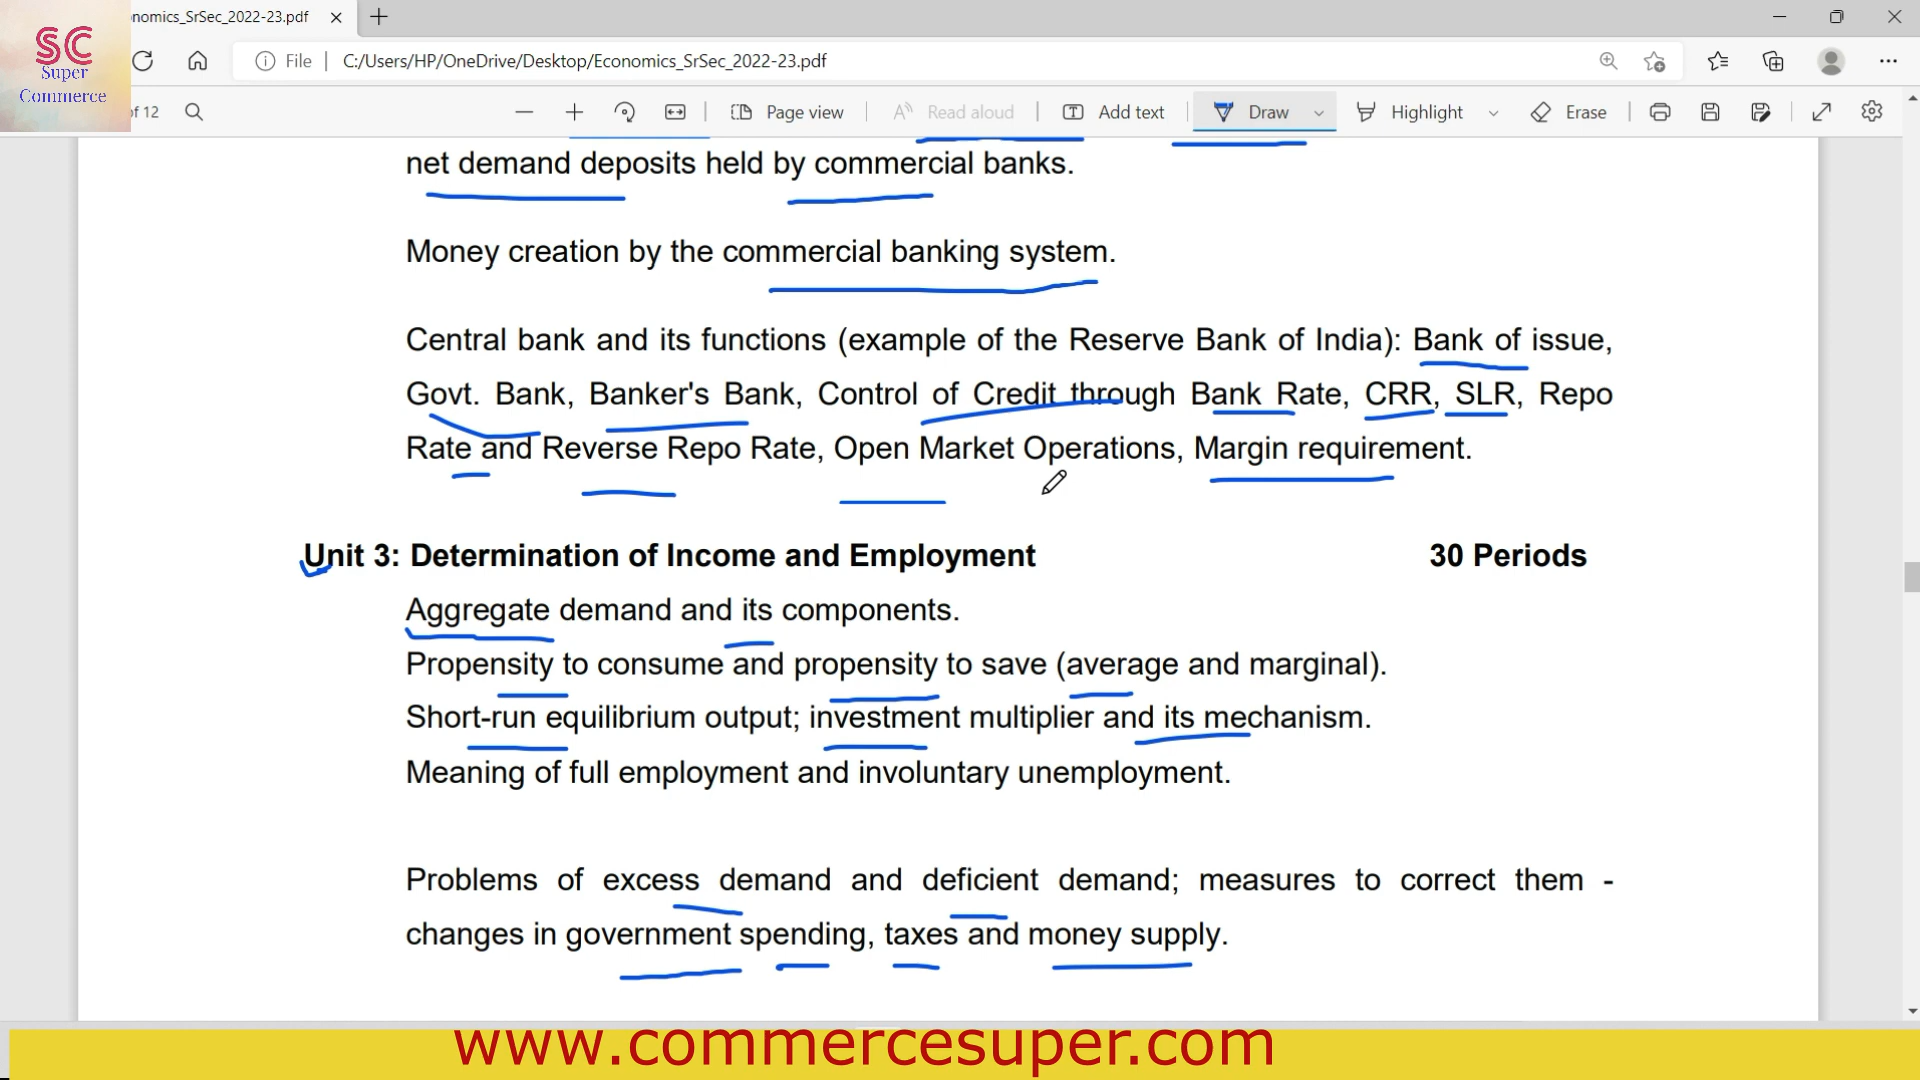 nomics_SrSec_2022-23.pdf
SC
Super
Commerce
File
C:/Users/HP/OneDrive/Desktop/Economics_SrSec_2022-23.pdf
of 12
Page view
Read aloud
Add text
Draw
Highlight
Erase
net demand deposits held by commercial banks.
Money creation by the commercial banking system.
Central bank and its functions (example of the Reserve Bank of India): Bank of issue,
Govt. Bank, Banker's Bank, Control of Credit through Bank Rate, CRR, SLR, Repo
Rate and Reverse Repo Rate, Open Market Operations, Margin requirement.
Unit 3: Determination of Income and Employment 30 Periods
Aggregate demand and its components.
Propensity to consume and propensity to save (average and marginal).
Short-run equilibrium output; investment multiplier and its mechanism.
Meaning of full employment and involuntary unemployment.
Problems of excess demand and deficient demand; measures to correct them -
changes in government spending, taxes and money supply.
www.commercesuper.com